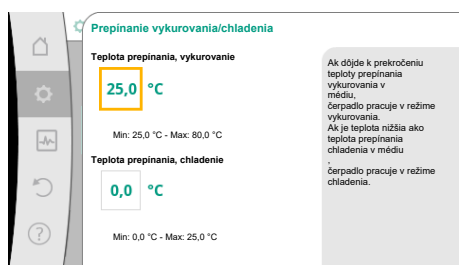 Prepínanie vykurovania/chladenia
Teplota prepínania, vykurovanie
25,0 °C
Min: 25,0 °C - Max: 80,0 °C
Teplota prepínania, chladenie
0,0 °C
Min: 0,0 °C - Max: 25,0 °C
Ak dôjde k prekročeniu
teploty prepínania
vykurovania v
médiu,
čerpadlo pracuje v režime
vykurovania.
Ak je teplota nižšia ako
teplota prepínania
chladenia v médiu
,
čerpadlo pracuje v režime
chladenia.